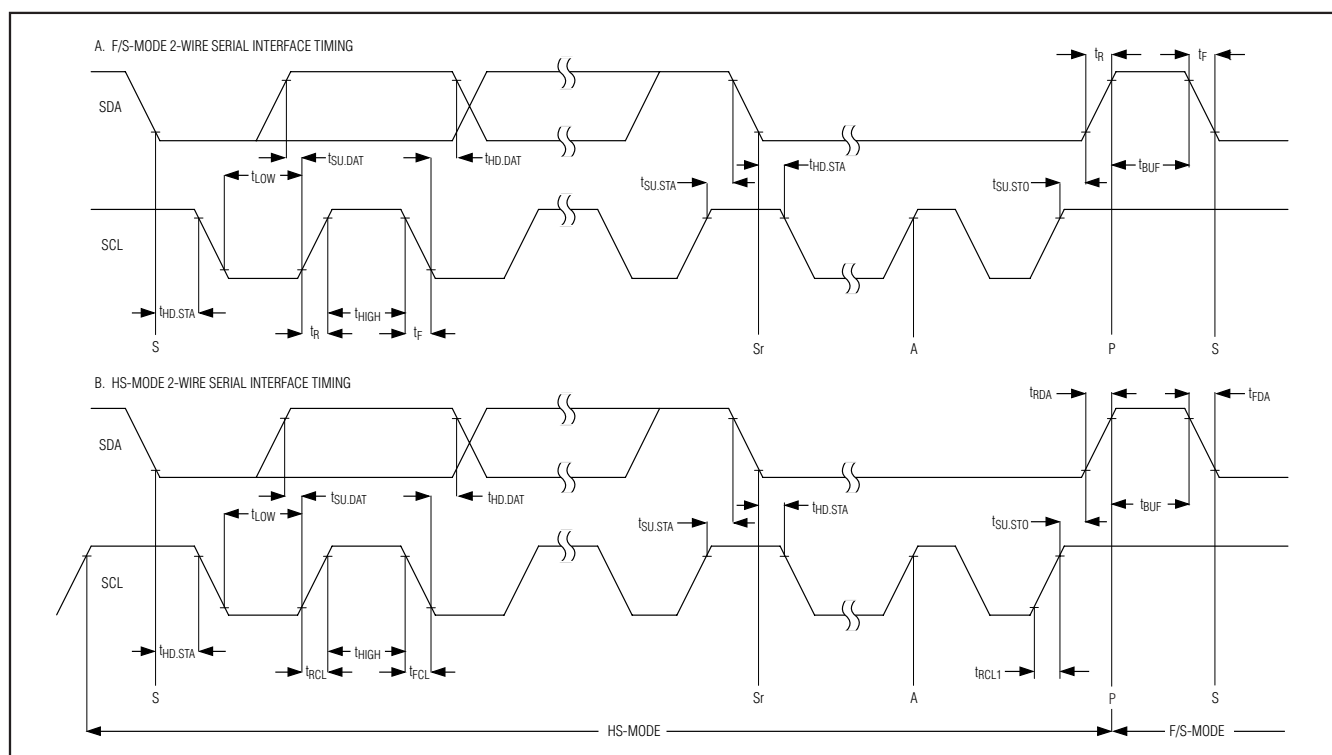 A. F/S-MODE 2-WIRE SERIAL INTERFACE TIMING
tR
tF
SDA
tSU.DAT
tHD.DAT
tHD.STA
tBUF
tLOW
tSU.STA
tSU.STO
SCL
tHD.STA
tR
tHIGH
tF
S
Sr
A
P
S
B. HS-MODE 2-WIRE SERIAL INTERFACE TIMING
tRDA
tFDA
SDA
tSU.DAT
tHD.DAT
tHD.STA
tBUF
tLOW
tSU.STA
tSU.STO
SCL
tHD.STA
tRCL
tHIGH
tFCL
tRCL1
S
Sr
A
P
S
HS-MODE
F/S-MODE